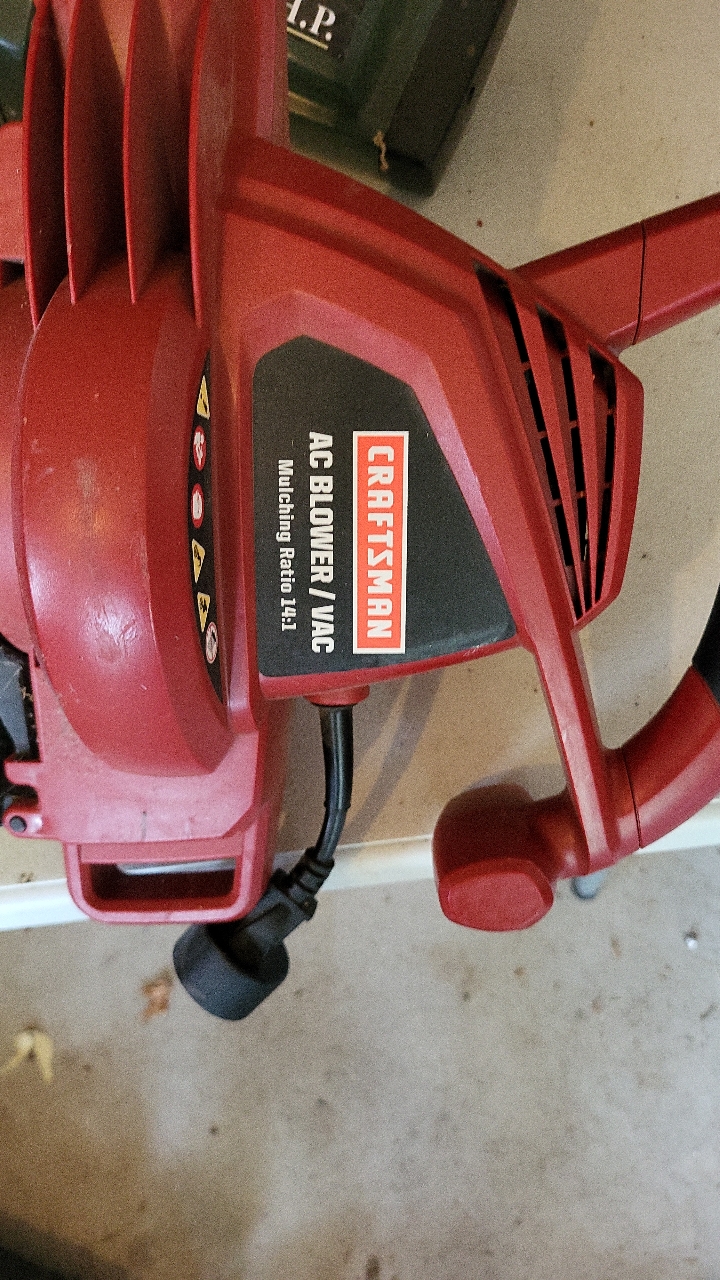 H.P.
CRAFTSMAN
AC BLOWER / VAC
Mulching Ratio 14:1